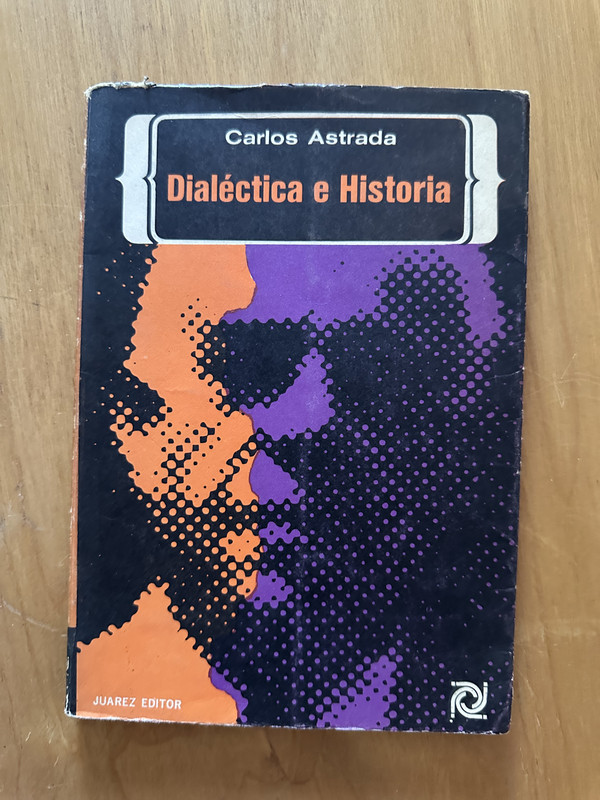 Carlos Astrada
Dialéctica e Historia
JUAREZ EDITOR